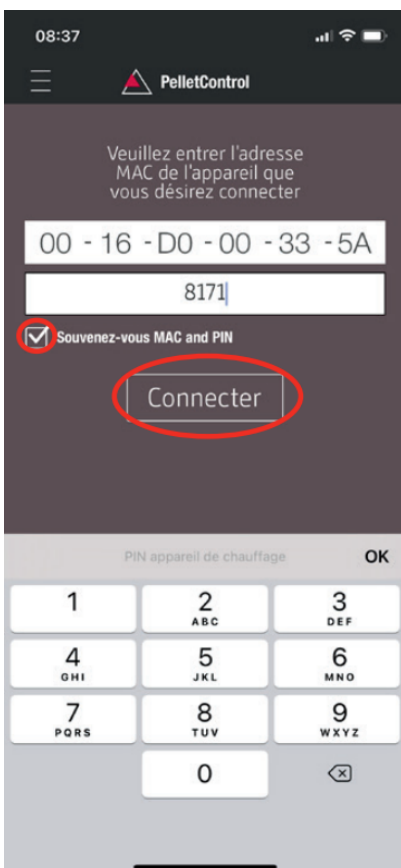 08:37
PelletControl
Veuillez entrer l'adresse
MAC de l'appareil que
vous désirez connecter
00 - 16 - D0 - 00 - 33 - 5A
8171
Souvenez-vous MAC and PIN
Connecter
PIN appareil de chauffage OK
1 2 3
ABC DEF
4 5 6
GHI JKL MNO
7 8 9
PQRS TUV WXYZ
0